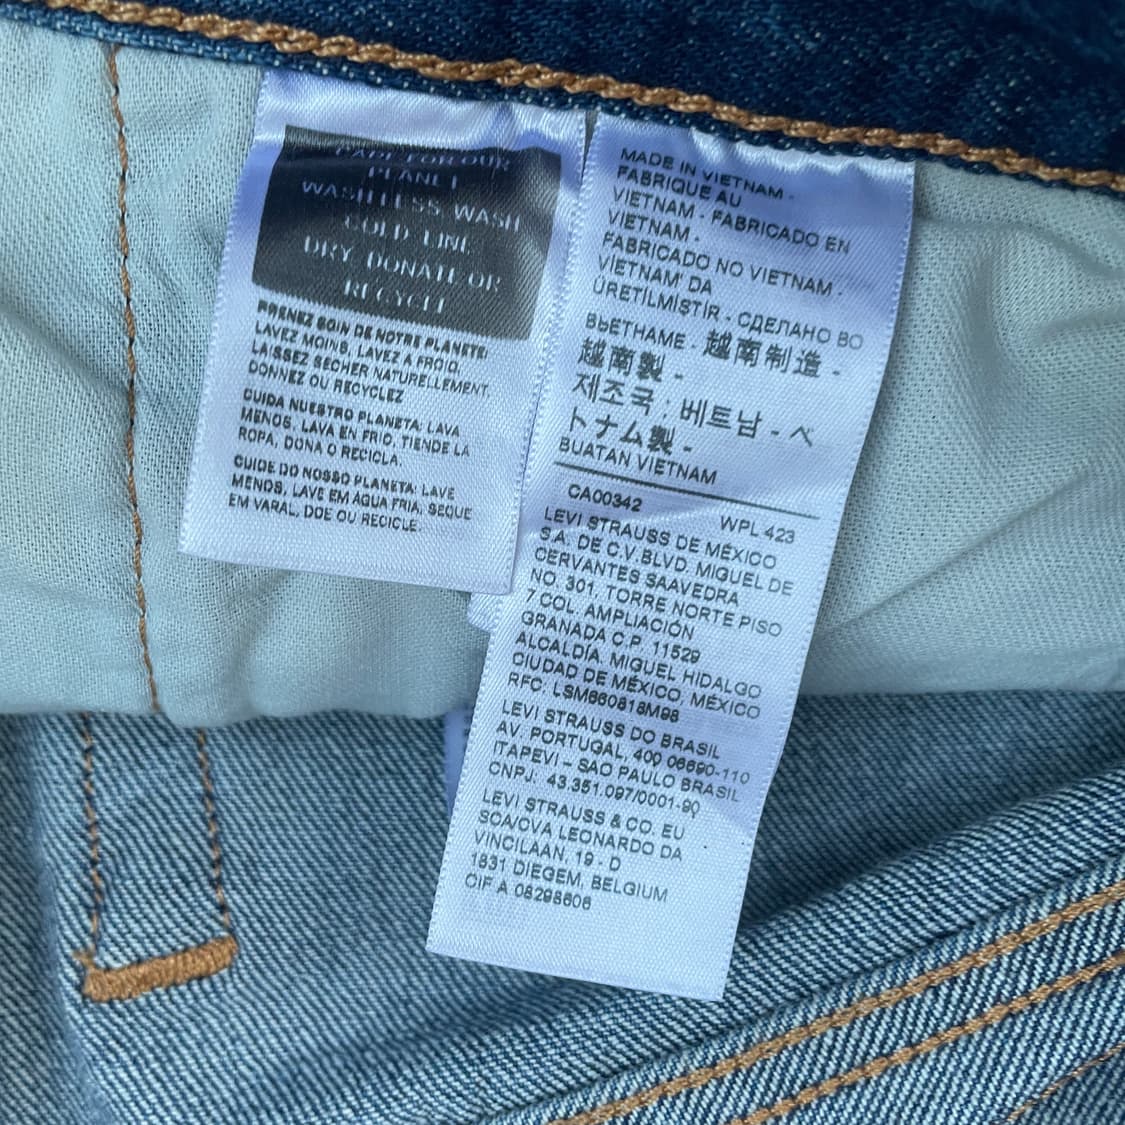 CARE FOR OUR
PLANET
WASH LESS, WASH
COLD, LINE
DRY, DONATE OR
RECYCLE
PRENEZ SOIN DE NOTRE PLANETE:
LAVEZ MOINS, LAVEZ A FROID,
LAISSEZ SECHER NATURELLEMENT,
DONNEZ OU RECYCLEZ
CUIDA NUESTRO PLANETA: LAVA
MENOS, LAVA EN FRIO, TIENDE LA
ROPA, DONA O RECICLA.
CUIDE DO NOSSO PLANETA: LAVE
MENOS, LAVE EM AGUA FRIA, SEQUE
EM VARAL, DOE OU RECICLE.
MADE IN VIETNAM -
FABRIQUE AU
VIETNAM - FABRICADO EN
VIETNAM -
FABRICADO NO VIETNAM -
VİETNAM' DA
ÜRETİLMİŞTİR - СДЕЛАНО ВО
ВЬЕТНАМЕ - 越南制造 -
越南製 -
제조국 : 베트남 - ベ
トナム製 -
BUATAN VIETNAM
CA00342 WPL 423
LEVI STRAUSS DE MÉXICO
S.A. DE C.V.BLVD. MIGUEL DE
CERVANTES SAAVEDRA
NO. 301, TORRE NORTE PISO
7 COL. AMPLIACIÓN
GRANADA C.P. 11529
ALCALDÍA. MIGUEL HIDALGO
CIUDAD DE MÉXICO, MÉXICO
RFC: LSM660818M98
LEVI STRAUSS DO BRASIL
AV. PORTUGAL, 400 06690-110
ITAPEVI – SAO PAULO BRASIL
CNPJ: 43.351.097/0001-90
LEVI STRAUSS & CO. EU
SCA/CVA LEONARDO DA
VINCILAAN, 19 - D
1831 DIEGEM, BELGIUM
CIF A 08298606